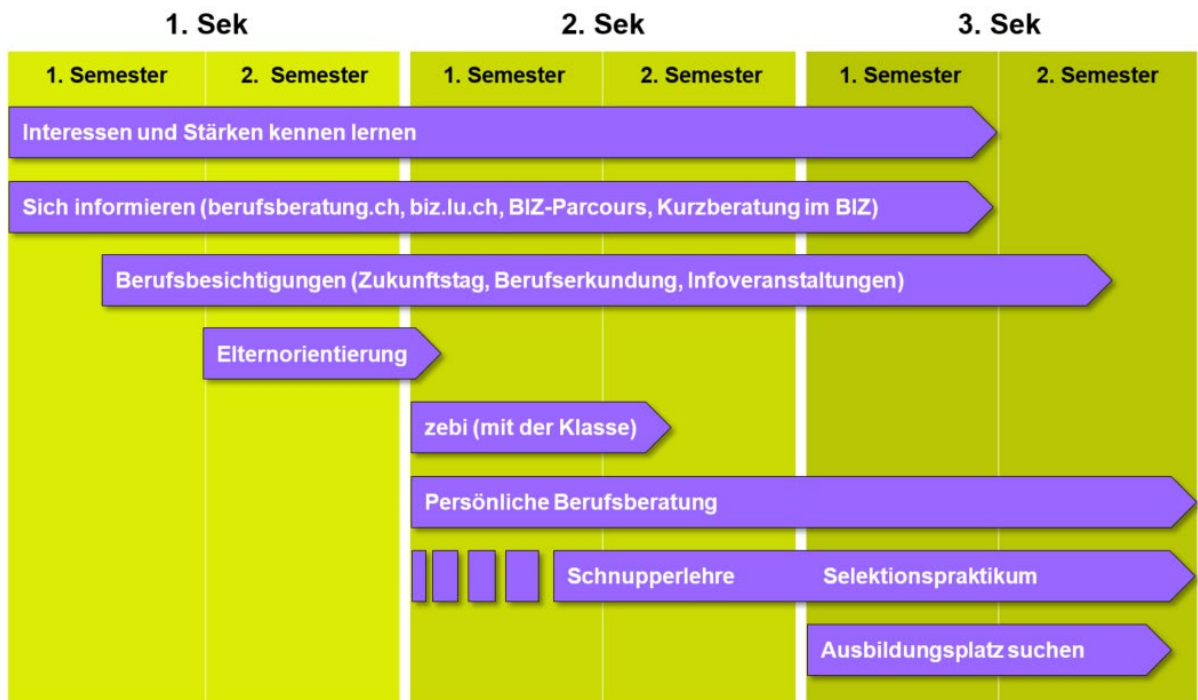 1. Sek 2. Sek 3. Sek
1. Semester 2. Semester 1. Semester 2. Semester 1. Semester 2. Semester
Interessen und Stärken kennen lernen
Sich informieren (berufsberatung.ch, biz.lu.ch, BIZ-Parcours, Kurzberatung im BIZ)
Berufsbesichtigungen (Zukunftstag, Berufserkundung, Infoveranstaltungen)
Elternorientierung
zebi (mit der Klasse)
Persönliche Berufsberatung
Schnupperlehre Selektionspraktikum
Ausbildungsplatz suchen